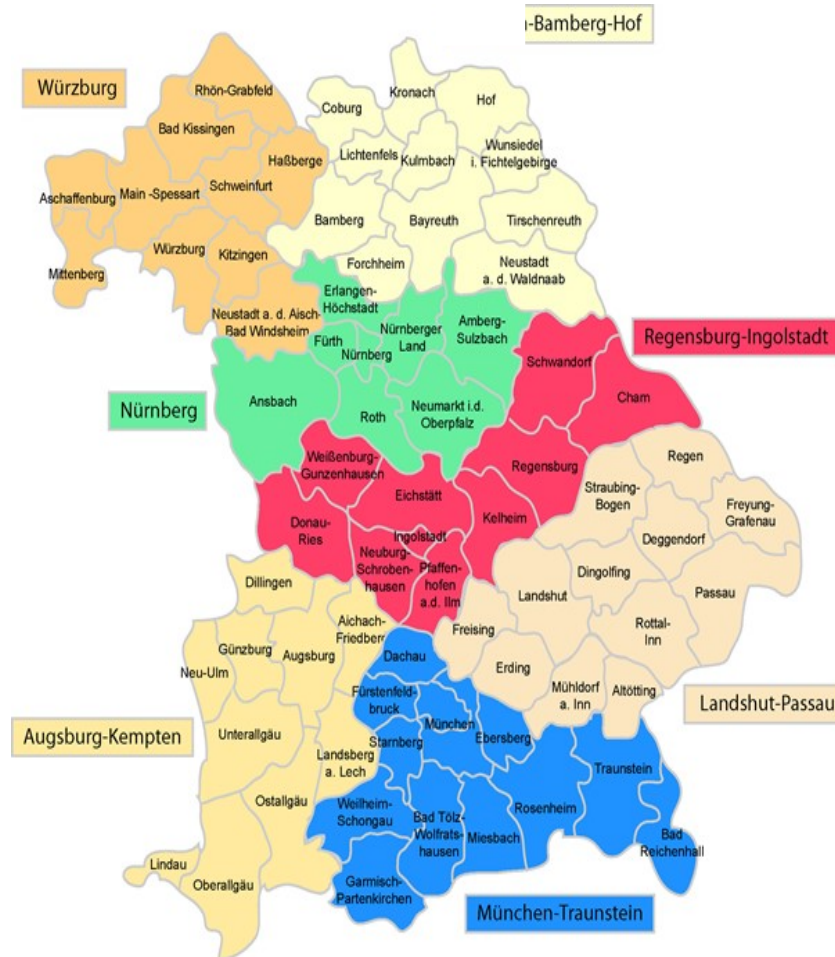 -Bamberg-Hof
Würzburg
Rhön-Grabfeld
Bad Kissingen
Haßberge
Aschaffenburg
Main -Spessart
Schweinfurt
Mittenberg
Würzburg
Kitzingen
Neustadt a. d. Aisch-
Bad Windsheim
Kronach
Hof
Coburg
Lichtenfels
Kulmbach
Wunsiedel
i. Fichtelgebirge
Bamberg
Bayreuth
Tirschenreuth
Forchheim
Neustadt
a. d. Waldnaab
Nürnberg
Erlangen-
Höchstadt
Fürth
Nürnberg
Nürnberger
Land
Amberg-
Sulzbach
Ansbach
Roth
Neumarkt i.d.
Oberpfalz
Regensburg-Ingolstadt
Schwandorf
Cham
Regensburg
Weißenburg-
Gunzenhausen
Eichstätt
Kelheim
Donau-
Ries
Ingolstadt
Neuburg-
Schroben-
hausen
Pfaffen-
hofen
a.d. Ilm
Regen
Straubing-
Bogen
Freyung-
Grafenau
Deggendorf
Dingolfing
Landshut
Passau
Rottal-
Inn
Freising
Erding
Mühldorf
a. Inn
Altötting
Landshut-Passau
Augsburg-Kempten
Dillingen
Aichach-
Friedberg
Günzburg
Augsburg
Neu-Ulm
Unterallgäu
Landsberg
a. Lech
Ostallgäu
Lindau
Oberallgäu
Dachau
Fürstenfeld-
bruck
München
Starnberg
Ebersberg
Traunstein
Weilheim-
Schongau
Bad Tölz-
Wolfrats-
hausen
Miesbach
Rosenheim
Bad
Reichenhall
Garmisch-
Partenkirchen
München-Traunstein